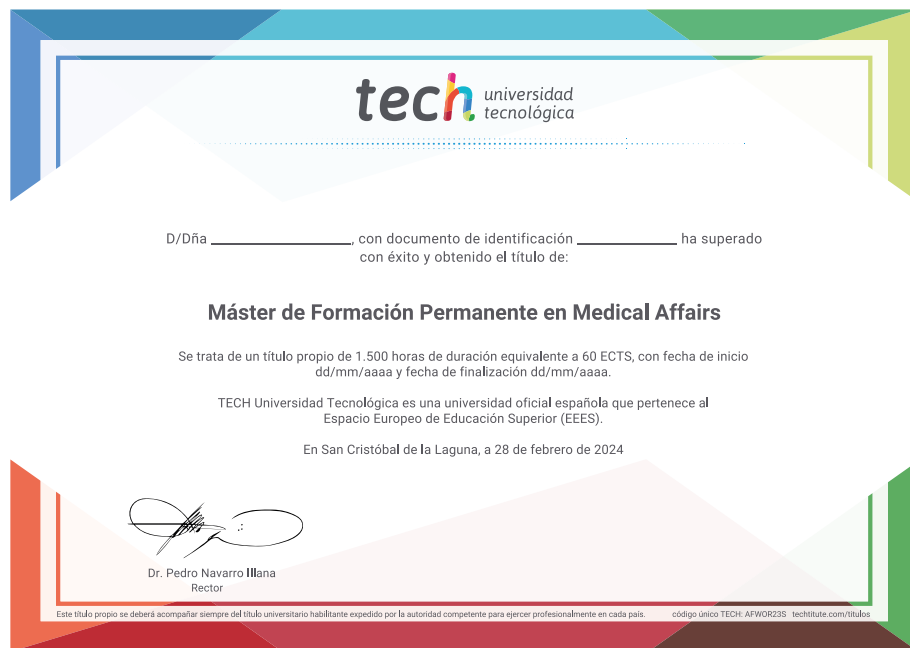 tech universidad
tecnológica
D/Dña ____________________, con documento de identificación ______________ ha superado
con éxito y obtenido el título de:
Máster de Formación Permanente en Medical Affairs
Se trata de un título propio de 1.500 horas de duración equivalente a 60 ECTS, con fecha de inicio
dd/mm/aaaa y fecha de finalización dd/mm/aaaa.
TECH Universidad Tecnológica es una universidad oficial española que pertenece al
Espacio Europeo de Educación Superior (EEES).
En San Cristóbal de la Laguna, a 28 de febrero de 2024
Dr. Pedro Navarro Illana
Rector
Este título propio se deberá acompañar siempre del título universitario habilitante expedido por la autoridad competente para ejercer profesionalmente en cada país. código único TECH: AFWOR23S techtitute.com/titulos